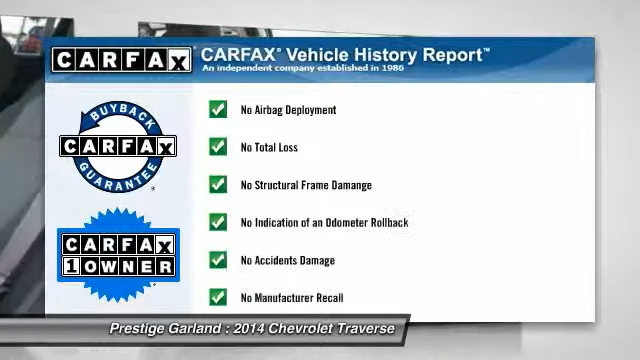 CARFAX
CARFAX® Vehicle History Report™
An independent company established in 1986
BUYBACK
CARFAX
GUARANTEE
CARFAX
1 OWNER
No Airbag Deployment
No Total Loss
No Structural Frame Damange
No Indication of an Odometer Rollback
No Accidents Damage
No Manufacturer Recall
Prestige Garland : 2014 Chevrolet Traverse